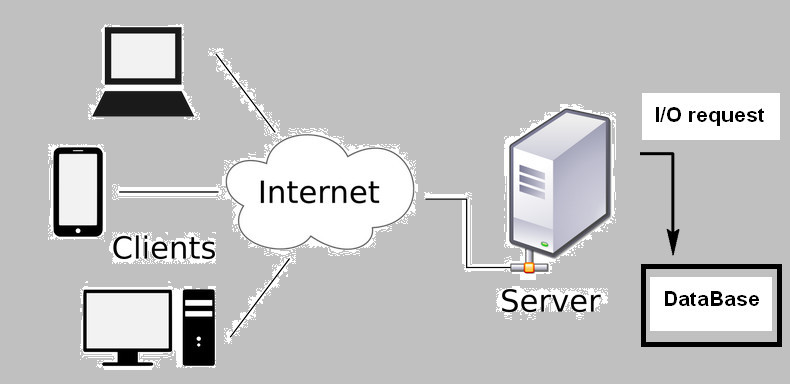 I/O request
Internet
Clients
Server
DataBase